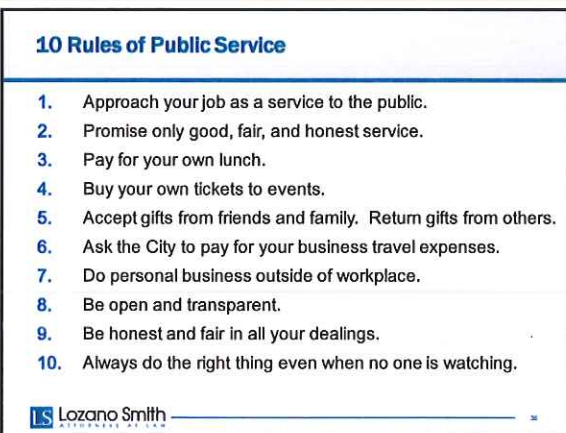 10 Rules of Public Service
1. Approach your job as a service to the public.
2. Promise only good, fair, and honest service.
3. Pay for your own lunch.
4. Buy your own tickets to events.
5. Accept gifts from friends and family. Return gifts from others.
6. Ask the City to pay for your business travel expenses.
7. Do personal business outside of workplace.
8. Be open and transparent.
9. Be honest and fair in all your dealings.
10. Always do the right thing even when no one is watching.
LS Lozano Smith
ATTORNEYS AT LAW